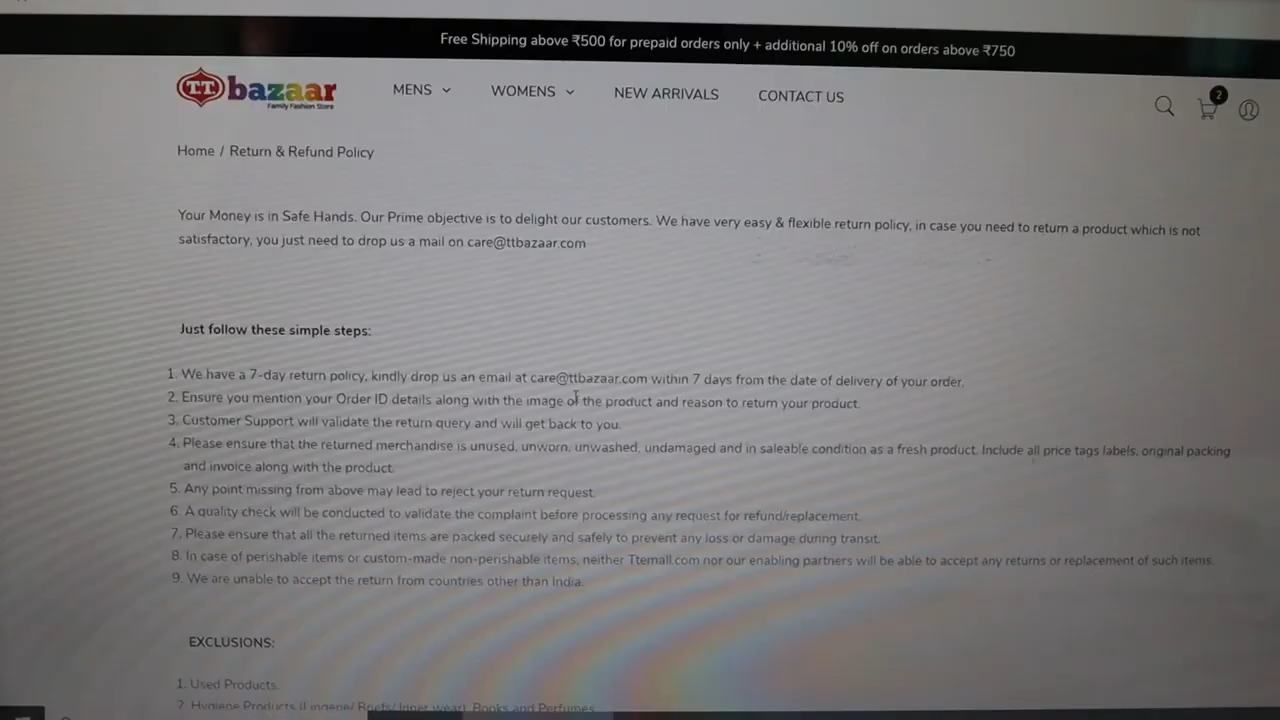 Free Shipping above ₹500 for prepaid orders only + additional 10% off on orders above ₹750
TT bazaar
Family Fashion Store
MENS WOMENS NEW ARRIVALS CONTACT US
2
Home / Return & Refund Policy
Your Money is in Safe Hands. Our Prime objective is to delight our customers. We have very easy & flexible return policy, in case you need to return a product which is not
satisfactory, you just need to drop us a mail on care@ttbazaar.com
Just follow these simple steps:
1. We have a 7-day return policy, kindly drop us an email at care@ttbazaar.com within 7 days from the date of delivery of your order.
2. Ensure you mention your Order ID details along with the image of the product and reason to return your product.
3. Customer Support will validate the return query and will get back to you.
4. Please ensure that the returned merchandise is unused, unworn, unwashed, undamaged and in saleable condition as a fresh product. Include all price tags labels, original packing
and invoice along with the product.
5. Any point missing from above may lead to reject your return request.
6. A quality check will be conducted to validate the complaint before processing any request for refund/replacement.
7. Please ensure that all the returned items are packed securely and safely to prevent any loss or damage during transit.
8. In case of perishable items or custom-made non-perishable items, neither Ttemall.com nor our enabling partners will be able to accept any returns or replacement of such items.
9. We are unable to accept the return from countries other than India.
EXCLUSIONS:
1. Used Products.
2. Hygiene Products (Lingerie/ Briefs/ Inner wear), Books and Perfumes.